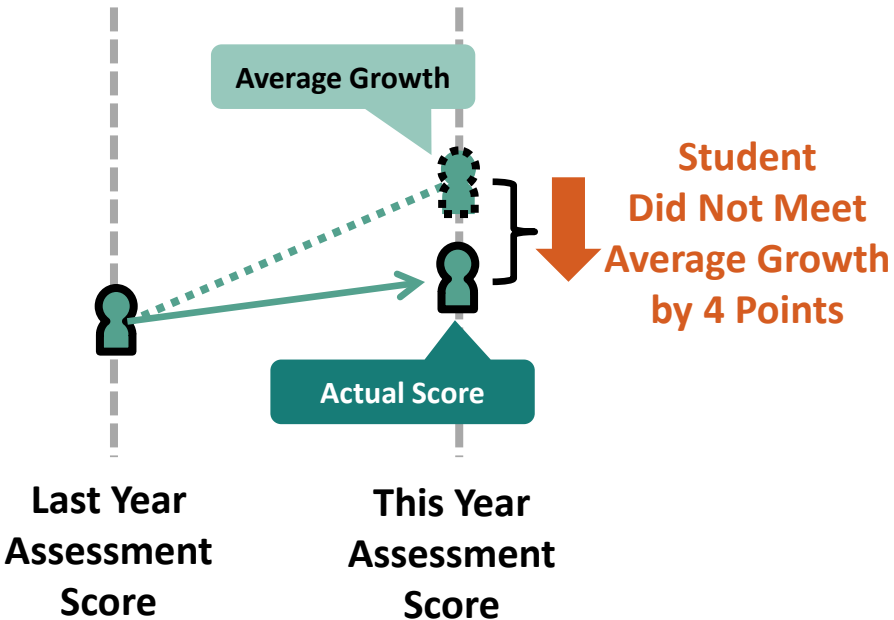 Average Growth
Student
Did Not Meet
Average Growth
by 4 Points
Actual Score
Last Year
Assessment
Score
This Year
Assessment
Score